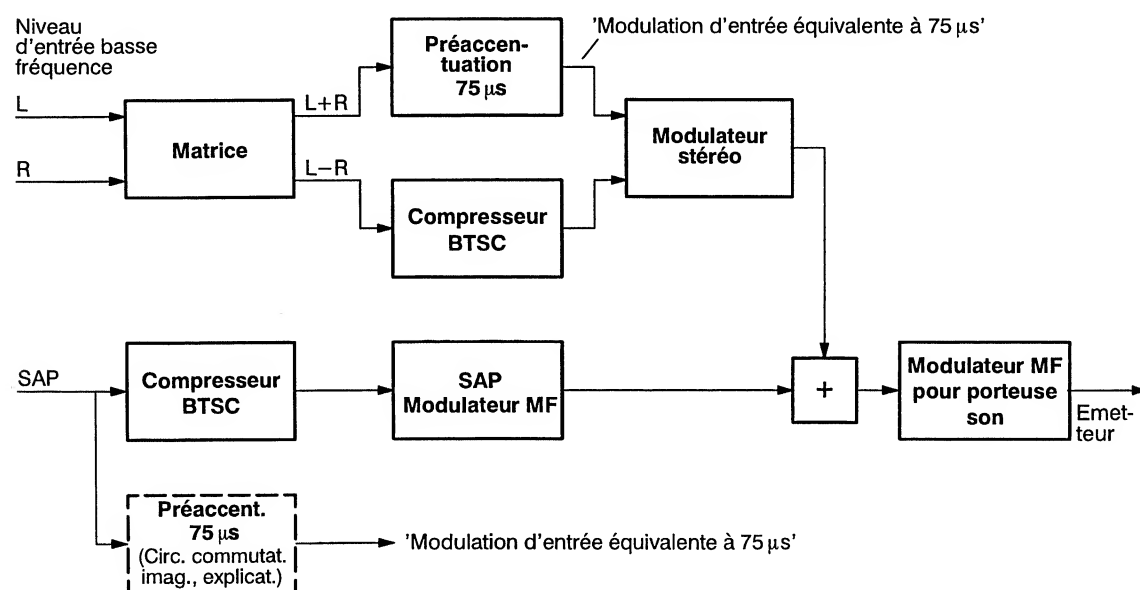 Niveau
d'entrée basse
fréquence
L
R
Matrice
L+R
L−R
Préaccen-
tuation
75 µs
'Modulation d'entrée équivalente à 75 µs'
Compresseur
BTSC
Modulateur
stéréo
SAP
Compresseur
BTSC
SAP
Modulateur MF
+
Modulateur MF
pour porteuse
son
Emet-
teur
Préaccent.
75 µs
(Circ. commutat.
imag., explicat.)
'Modulation d'entrée équivalente à 75 µs'